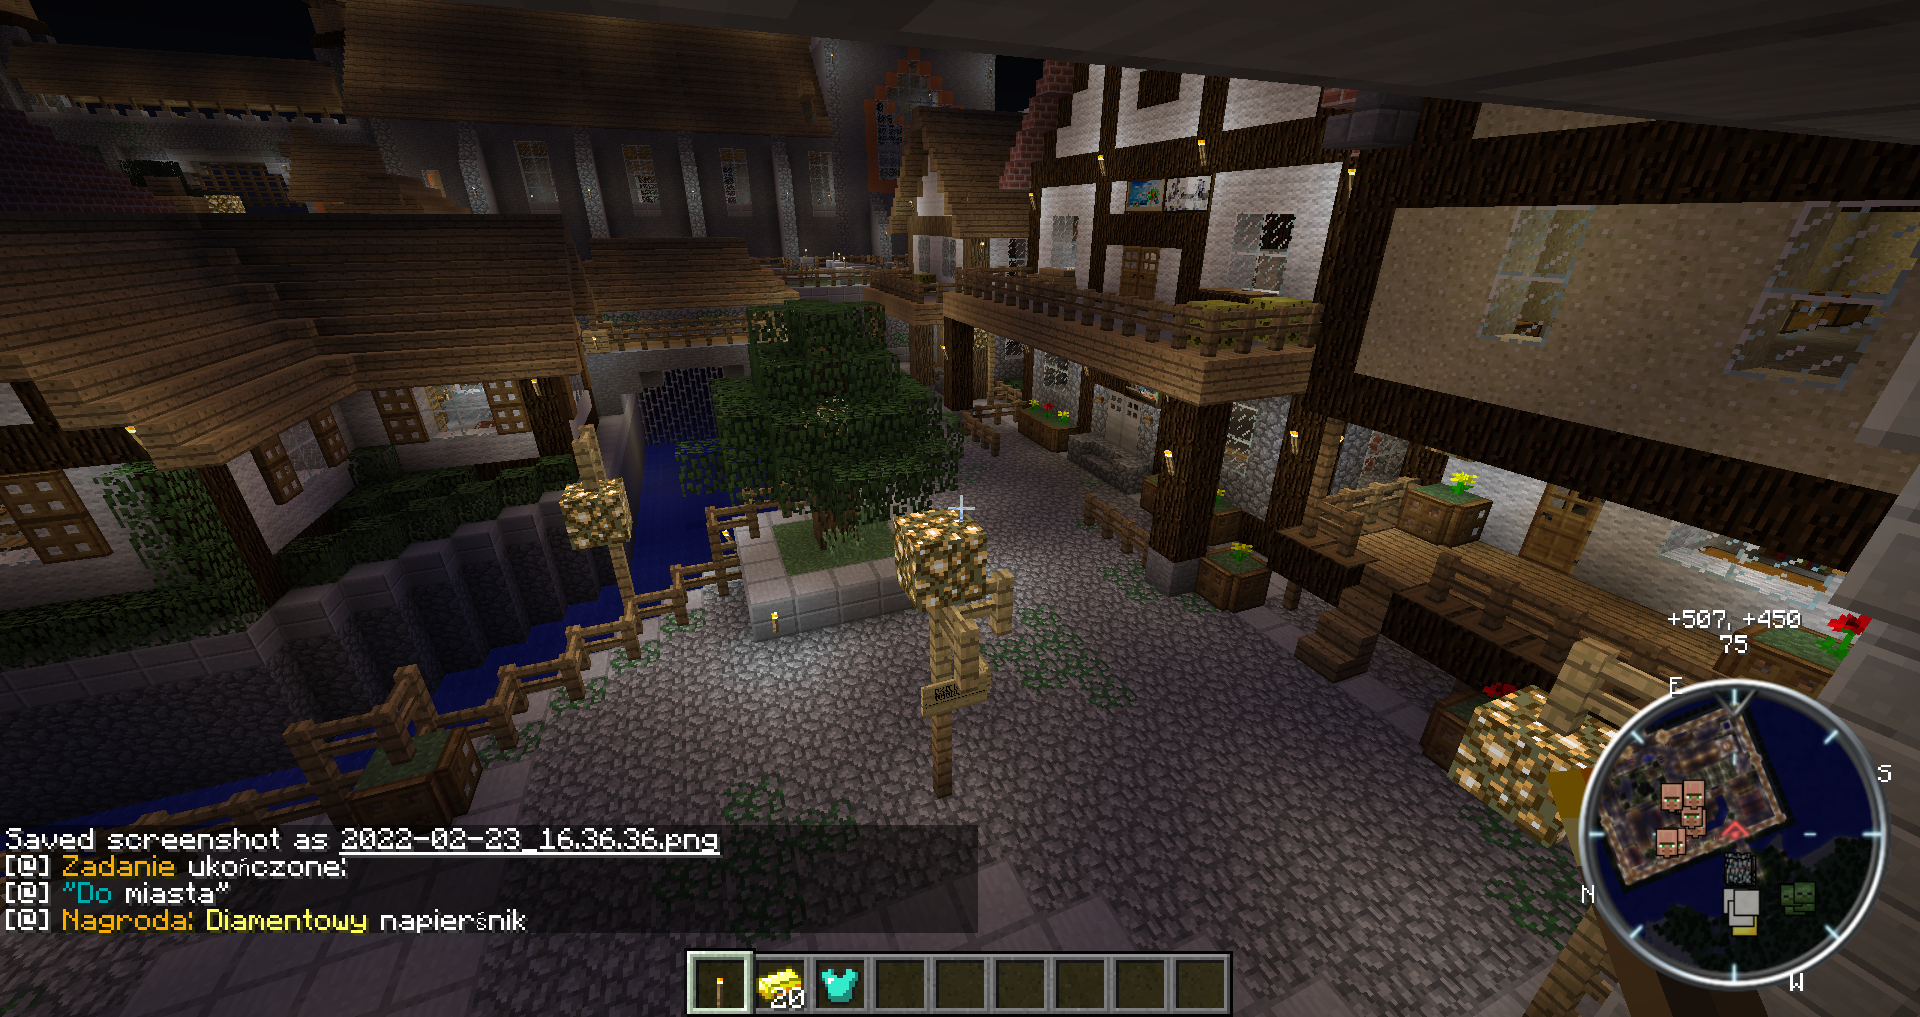 +507, +450
75
E
S
N
W
Saved screenshot as 2022-02-23_16.36.36.png
[@] Zadanie ukończone:
[@] "Do miasta"
[@] Nagroda: Diamentowy napierśnik
20